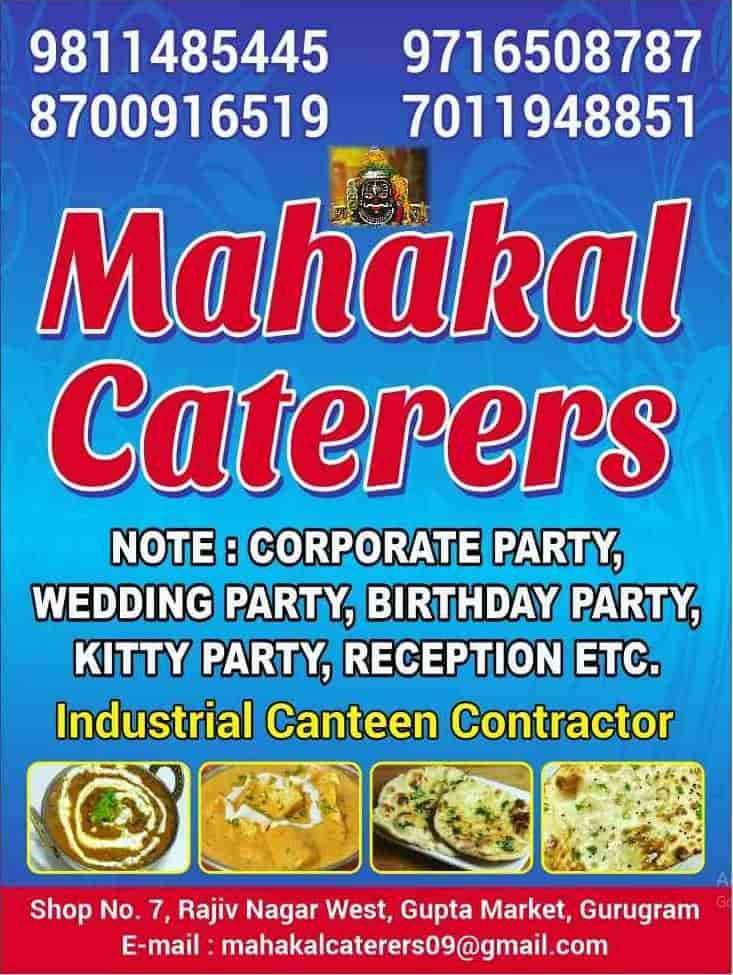 9811485445 9716508787
8700916519 7011948851
Mahakal
Caterers
NOTE : CORPORATE PARTY,
WEDDING PARTY, BIRTHDAY PARTY,
KITTY PARTY, RECEPTION ETC.
Industrial Canteen Contractor
Shop No. 7, Rajiv Nagar West, Gupta Market, Gurugram
E-mail : mahakalcaterers09@gmail.com